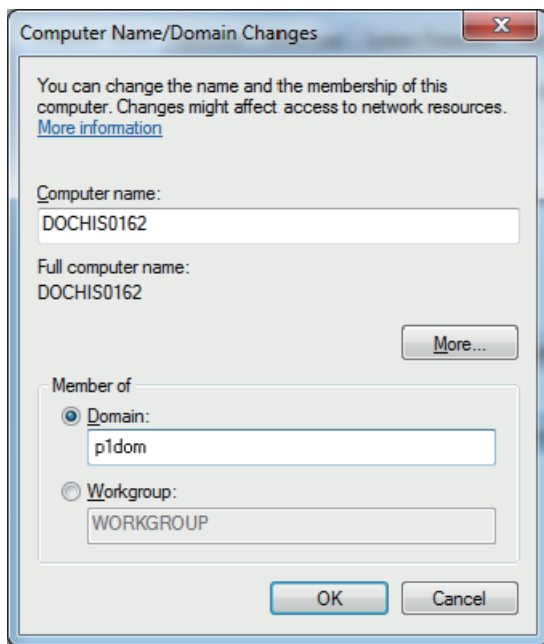 Computer Name/Domain Changes
You can change the name and the membership of this
computer. Changes might affect access to network resources.
More information
Computer name:
DOCHIS0162
Full computer name:
DOCHIS0162
More...
Member of
Domain:
p1dom
Workgroup:
WORKGROUP
OK
Cancel